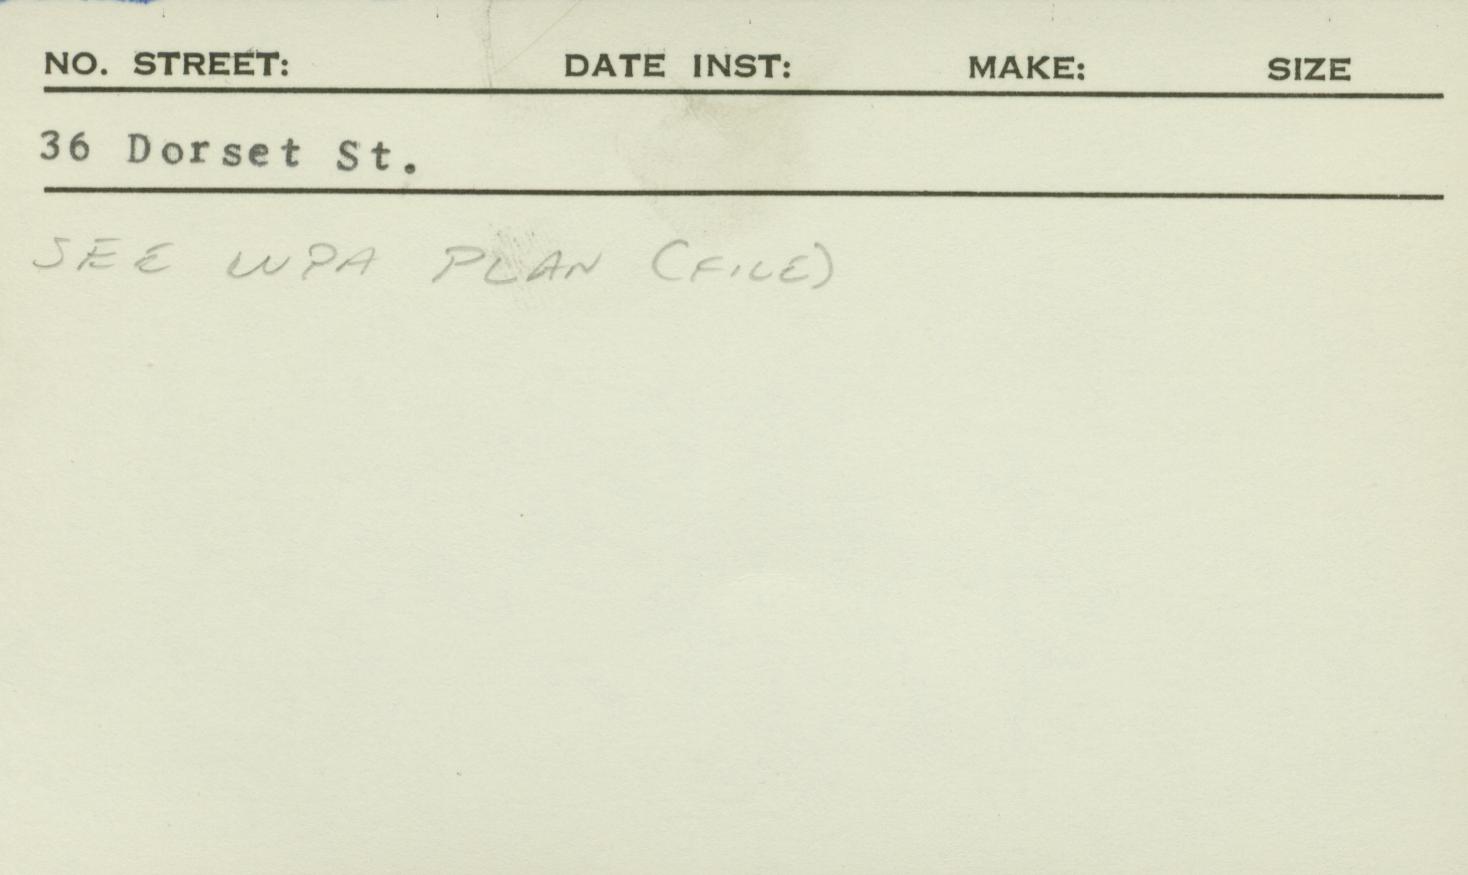 NO. STREET: DATE INST: MAKE: SIZE
36 Dorset St.
SEE WPA PLAN (FILE)